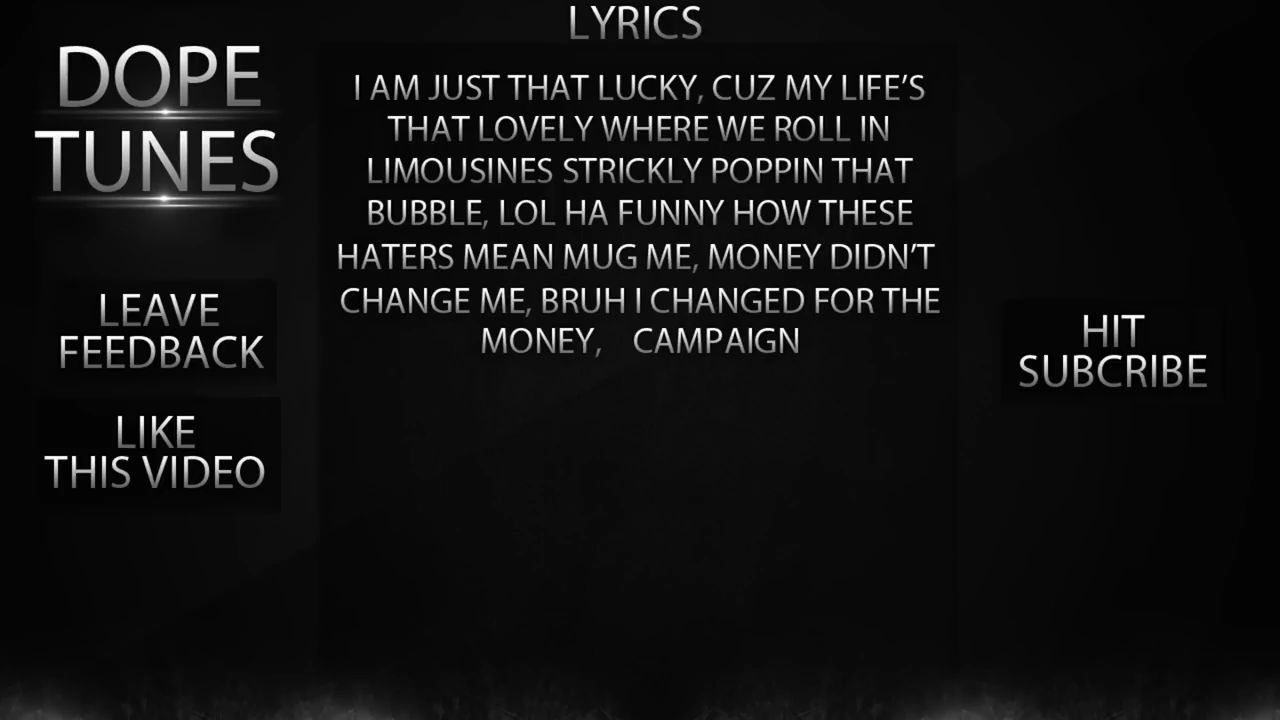 LYRICS
DOPE
TUNES
I AM JUST THAT LUCKY, CUZ MY LIFE'S
THAT LOVELY WHERE WE ROLL IN
LIMOUSINES STRICKLY POPPIN THAT
BUBBLE, LOL HA FUNNY HOW THESE
HATERS MEAN MUG ME, MONEY DIDN'T
CHANGE ME, BRUH I CHANGED FOR THE
MONEY, CAMPAIGN
LEAVE
FEEDBACK
LIKE
THIS VIDEO
HIT
SUBCRIBE